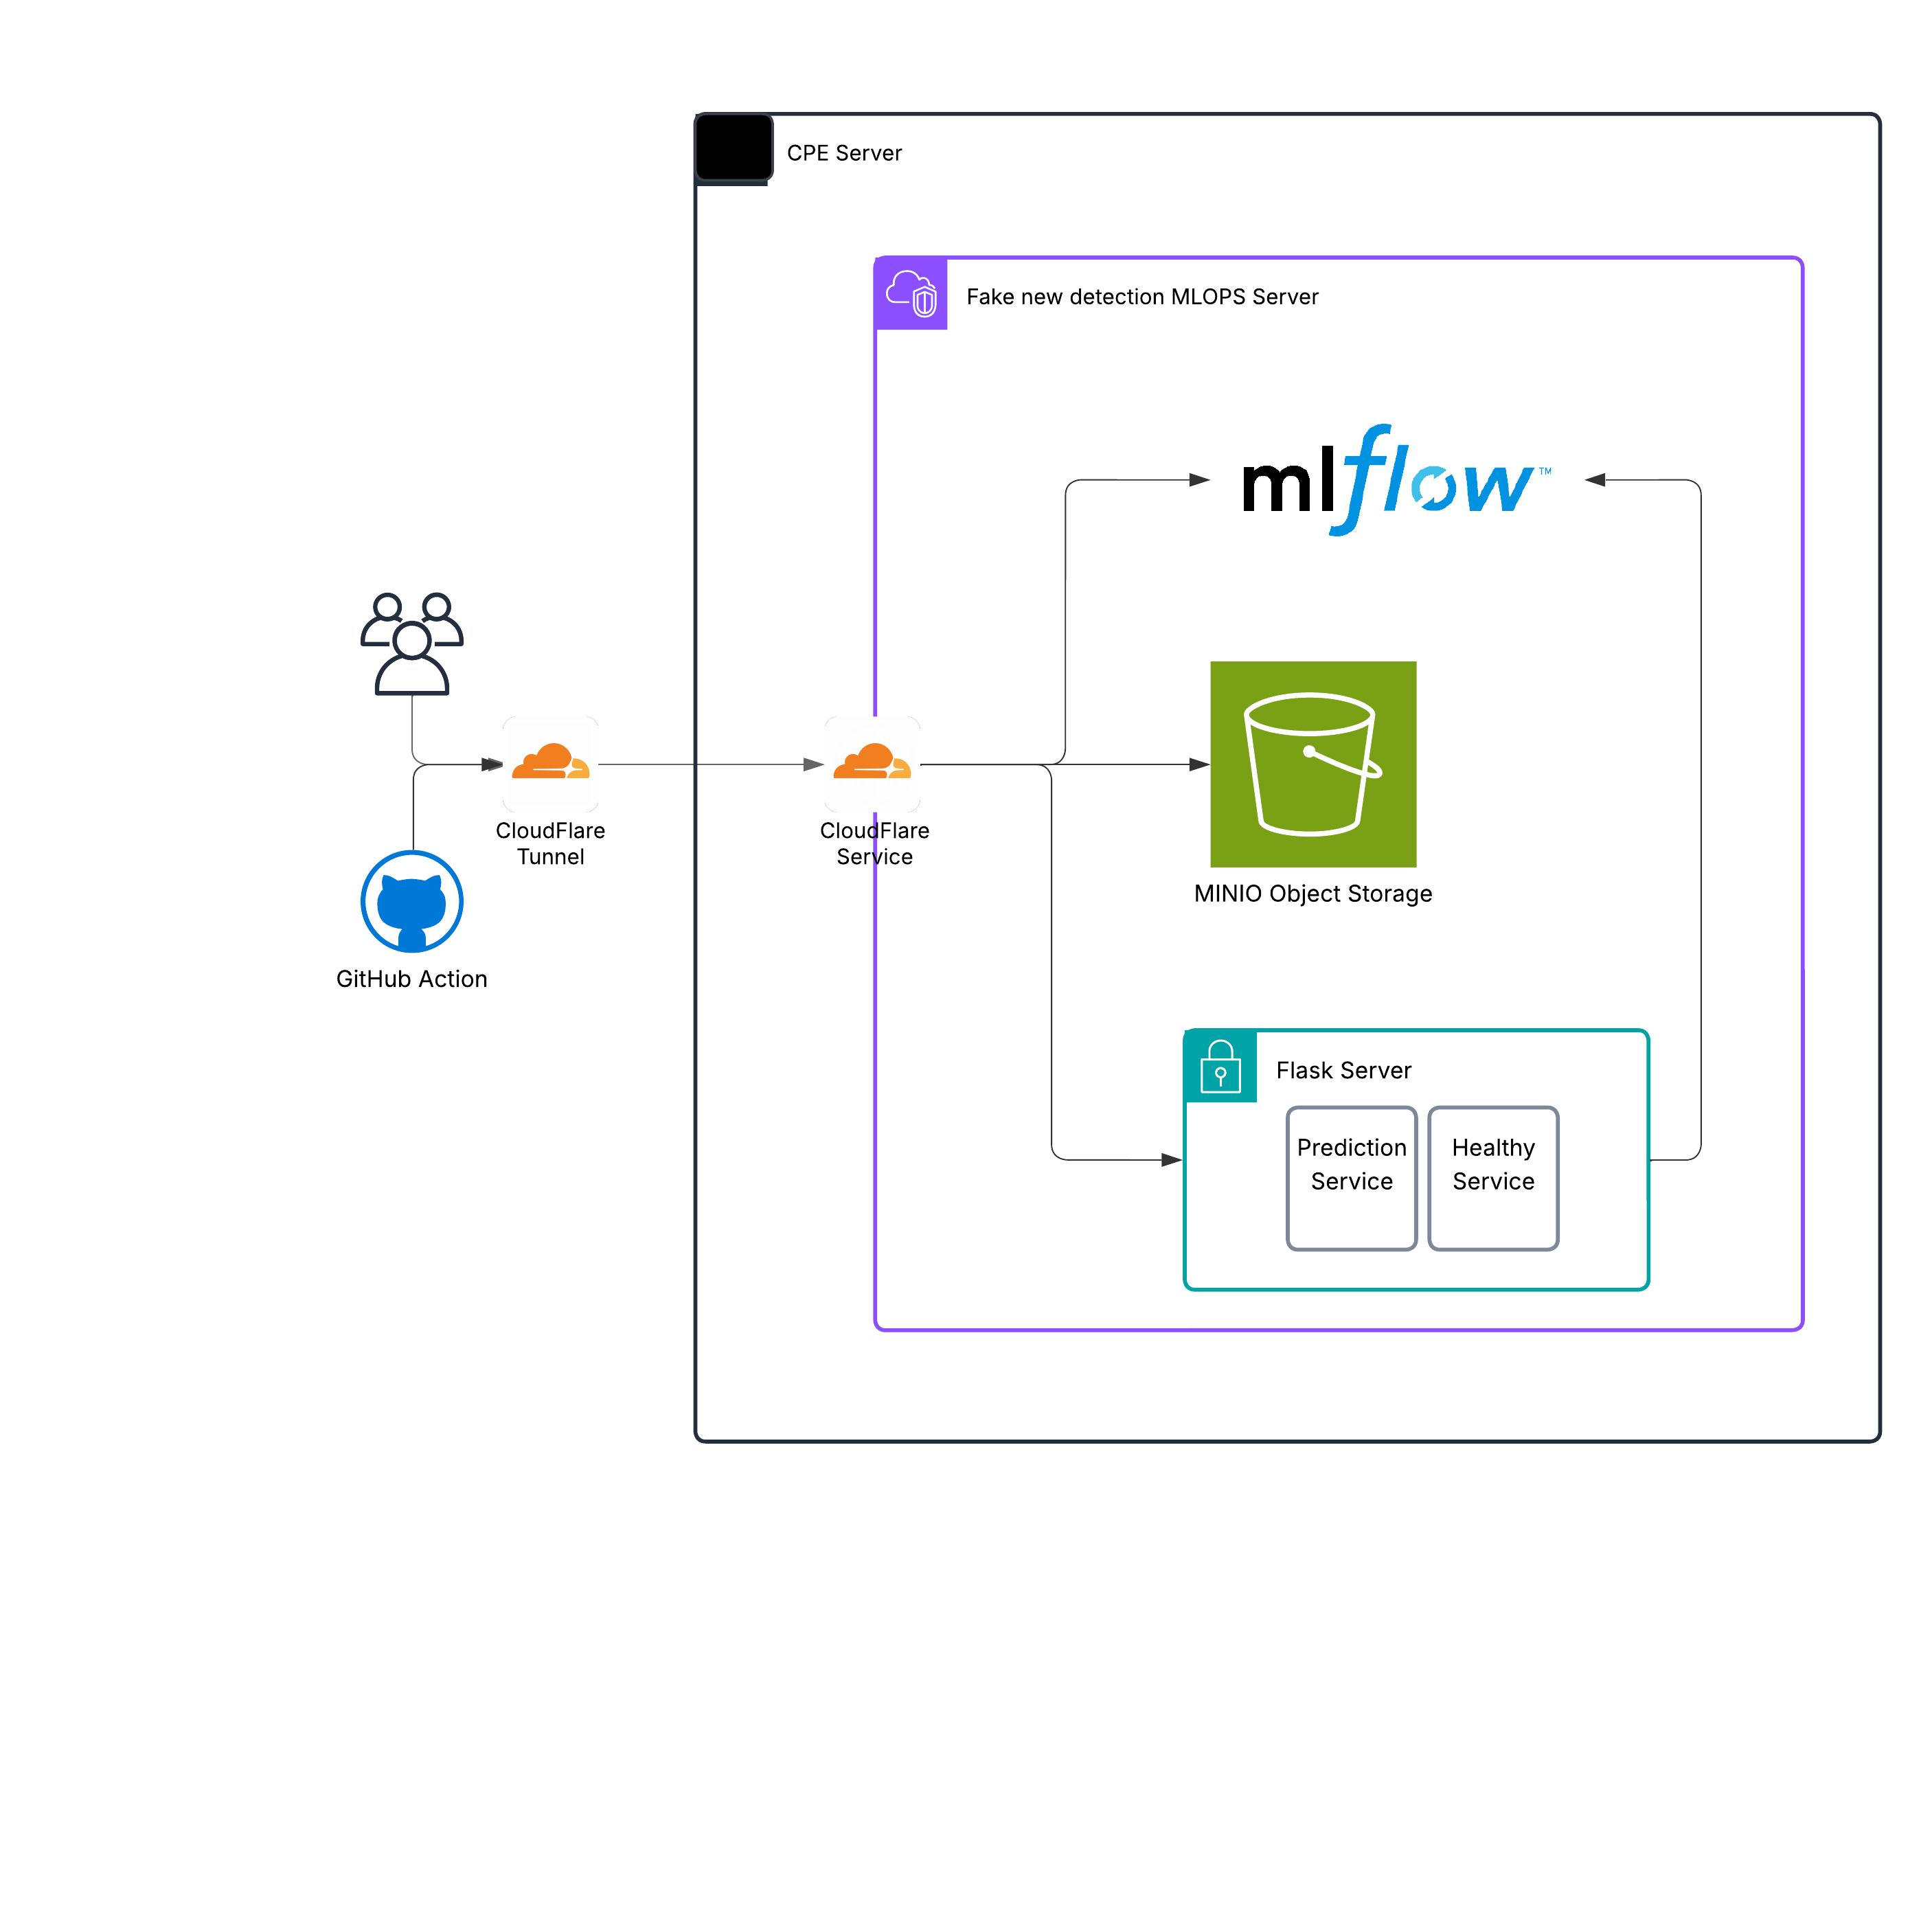 CPE Server
Fake new detection MLOPS Server
mlflow™
CloudFlare
Tunnel
CloudFlare
Service
MINIO Object Storage
GitHub Action
Flask Server
Prediction
Service
Healthy
Service